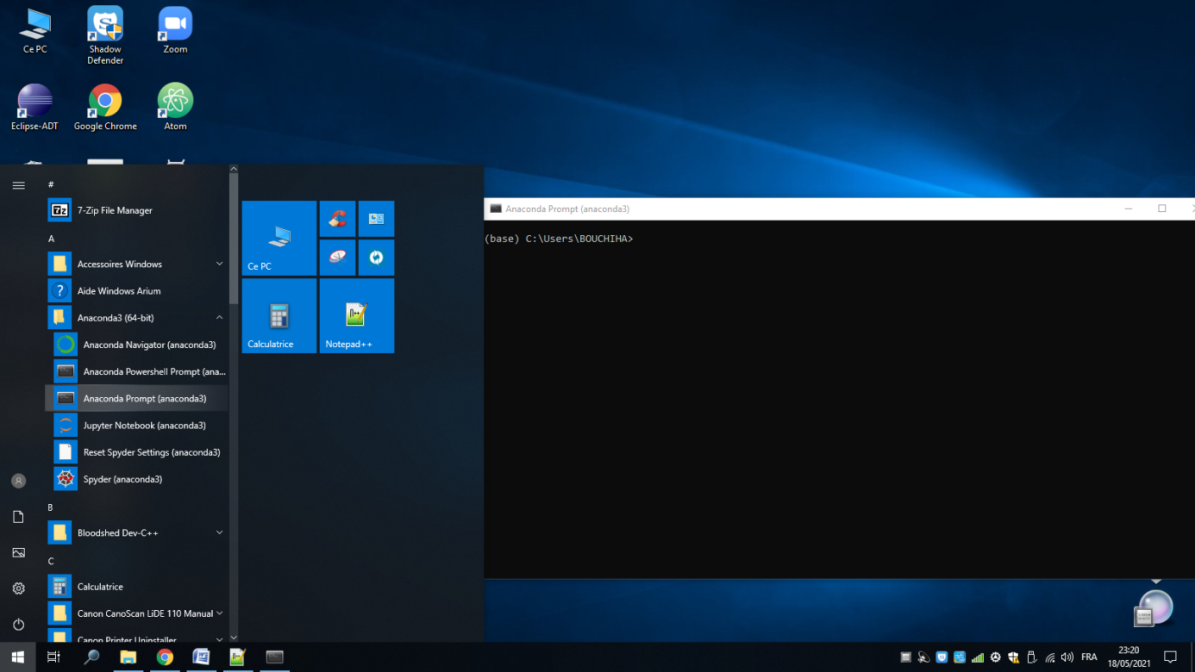 Ce PC
Shadow
Defender
Zoom
Eclipse-ADT
Google Chrome
Atom
#
7-Zip File Manager
A
Accessoires Windows
Aide Windows Arium
Anaconda3 (64-bit)
Anaconda Navigator (anaconda3)
Anaconda Powershell Prompt (ana...
Anaconda Prompt (anaconda3)
Jupyter Notebook (anaconda3)
Reset Spyder Settings (anaconda3)
Spyder (anaconda3)
B
Bloodshed Dev-C++
C
Calculatrice
Canon CanoScan LiDE 110 Manual
Canon Printer Uninstaller
Ce PC
Calculatrice
Notepad++
Anaconda Prompt (anaconda3)
(base) C:\Users\BOUCHIHA>
FRA
23:20
18/05/2021